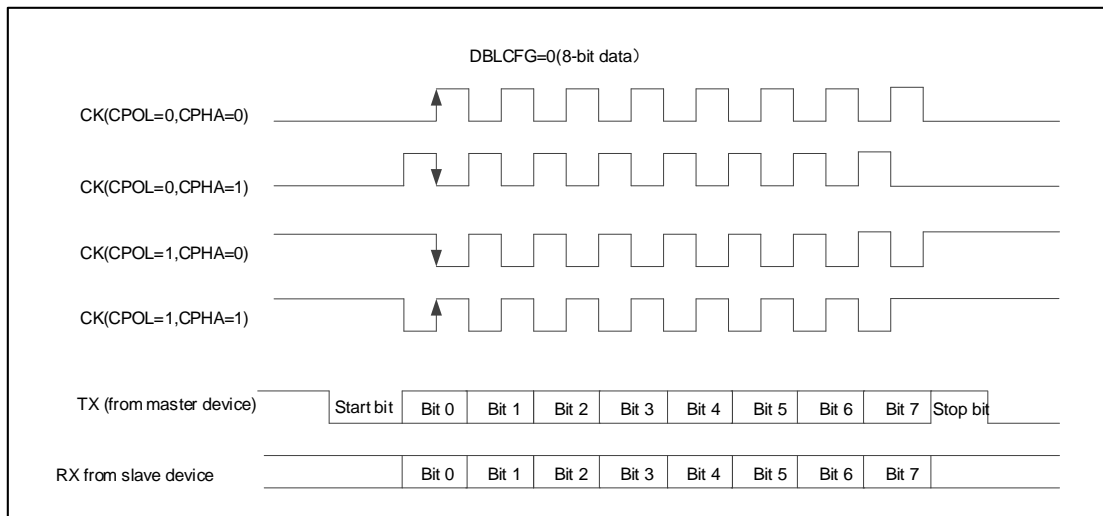 DBLCFG=0(8-bit data）
CK(CPOL=0,CPHA=0)
CK(CPOL=0,CPHA=1)
CK(CPOL=1,CPHA=0)
CK(CPOL=1,CPHA=1)
TX (from master device) Start bit Bit 0 Bit 1 Bit 2 Bit 3 Bit 4 Bit 5 Bit 6 Bit 7 Stop bit
RX from slave device Bit 0 Bit 1 Bit 2 Bit 3 Bit 4 Bit 5 Bit 6 Bit 7